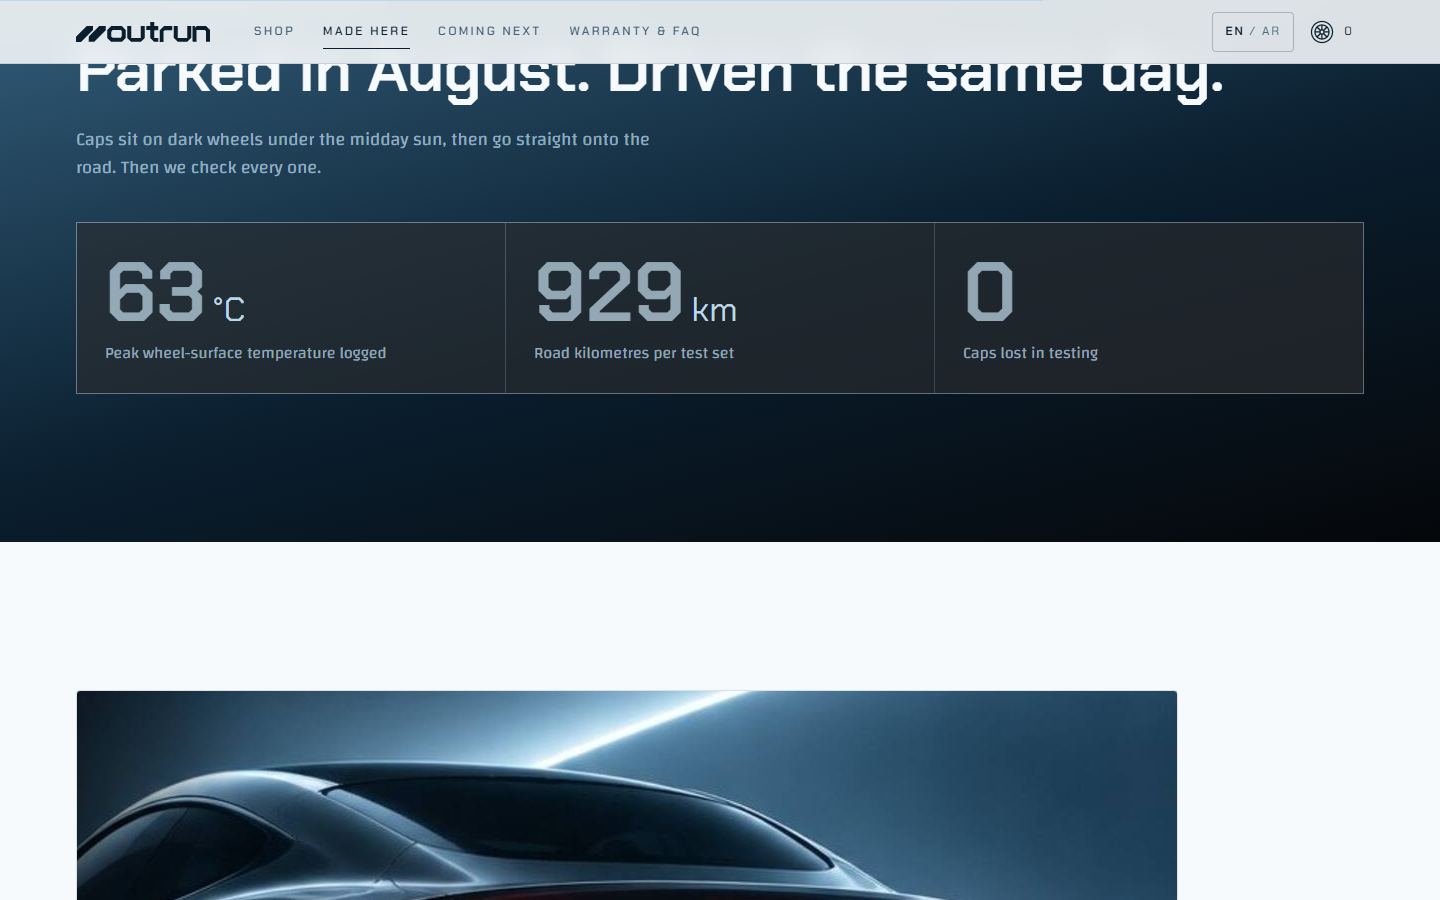 outrun
SHOP
MADE HERE
COMING NEXT
WARRANTY & FAQ
EN / AR
0
Parked in August. Driven the same day.
Caps sit on dark wheels under the midday sun, then go straight onto the
road. Then we check every one.
63 °C
Peak wheel-surface temperature logged
929 km
Road kilometres per test set
0
Caps lost in testing